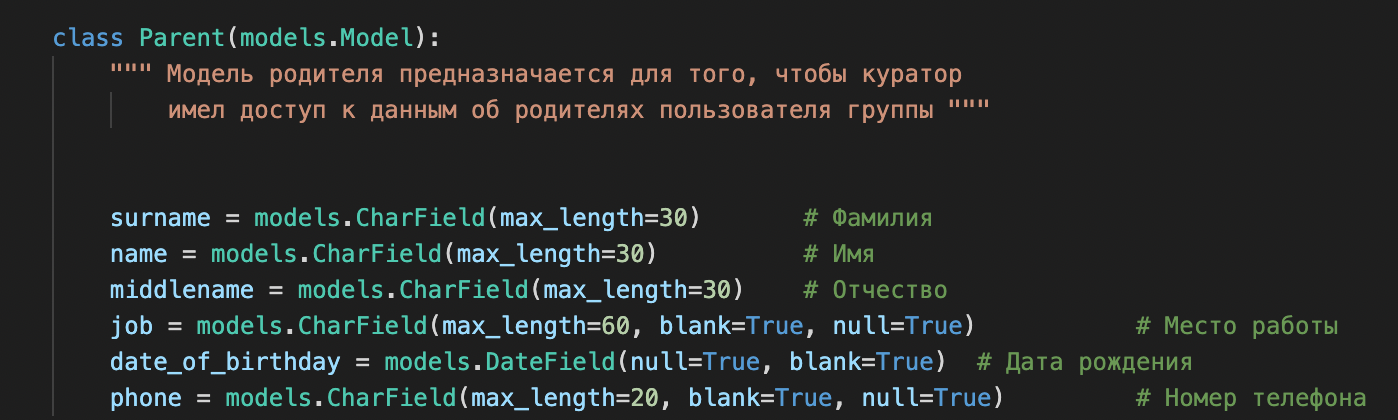 class Parent(models.Model):
""" Модель родителя предназначается для того, чтобы куратор
имел доступ к данным об родителях пользователя группы """
surname = models.CharField(max_length=30) # Фамилия
name = models.CharField(max_length=30) # Имя
middlename = models.CharField(max_length=30) # Отчество
job = models.CharField(max_length=60, blank=True, null=True) # Место работы
date_of_birthday = models.DateField(null=True, blank=True) # Дата рождения
phone = models.CharField(max_length=20, blank=True, null=True) # Номер телефона